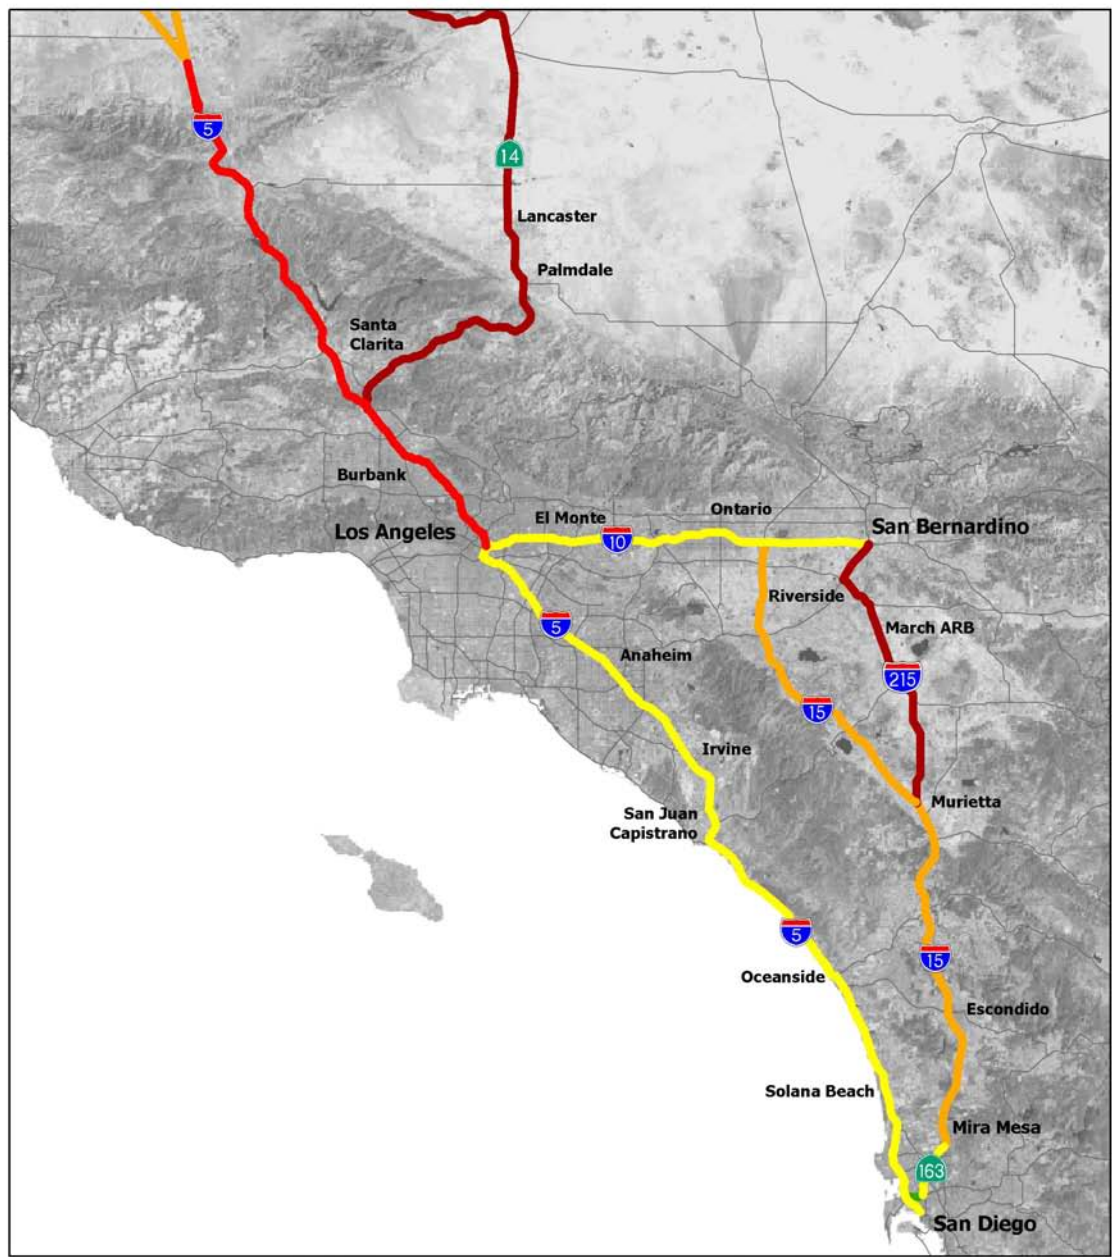 5
14
Lancaster
Palmdale
Santa
Clarita
Burbank
Los Angeles
El Monte
10
Ontario
San Bernardino
Riverside
5
March ARB
Anaheim
215
15
Irvine
Murietta
San Juan
Capistrano
5
15
Oceanside
Escondido
Solana Beach
Mira Mesa
163
San Diego